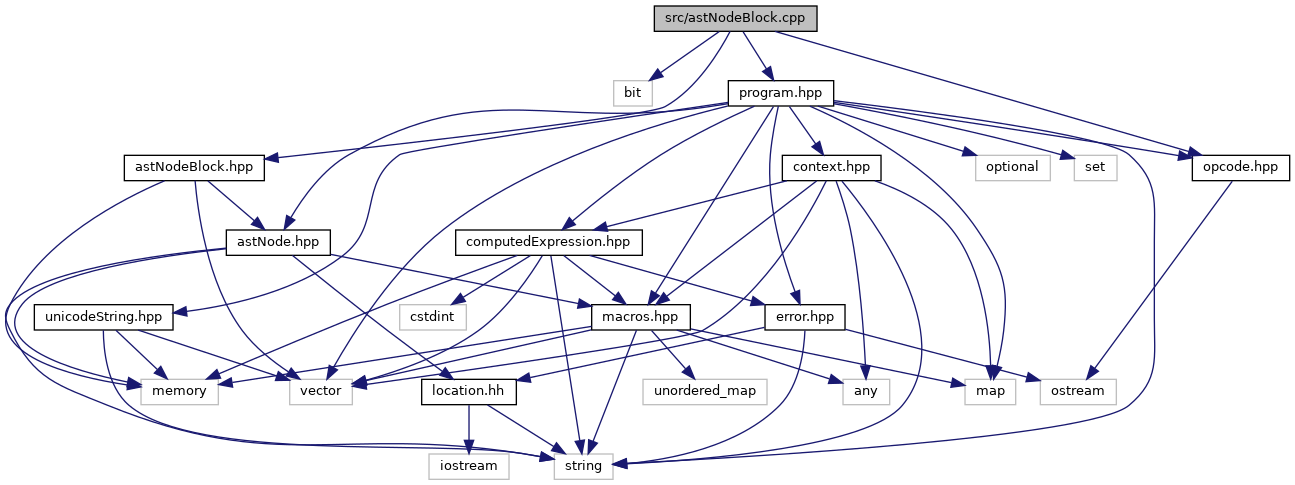 src/astNodeBlock.cpp
bit
program.hpp
astNodeBlock.hpp
context.hpp
optional
set
opcode.hpp
astNode.hpp
computedExpression.hpp
unicodeString.hpp
cstdint
macros.hpp
error.hpp
memory
vector
location.hh
unordered_map
any
map
ostream
iostream
string